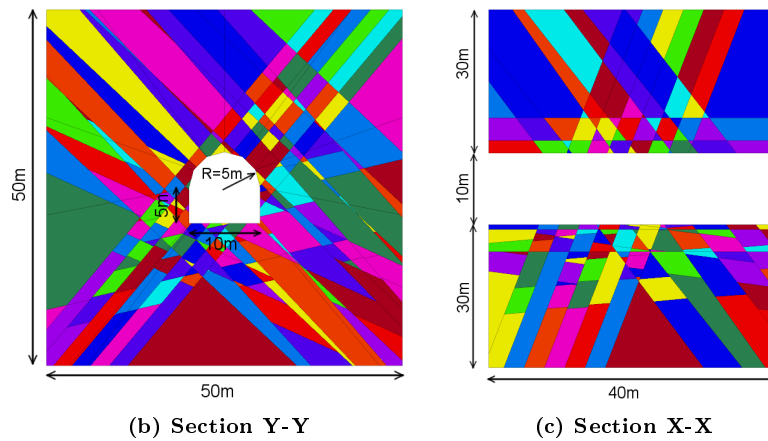 50m
R=5m
5m
10m
50m
(b) Section Y-Y
30m
10m
30m
40m
(c) Section X-X